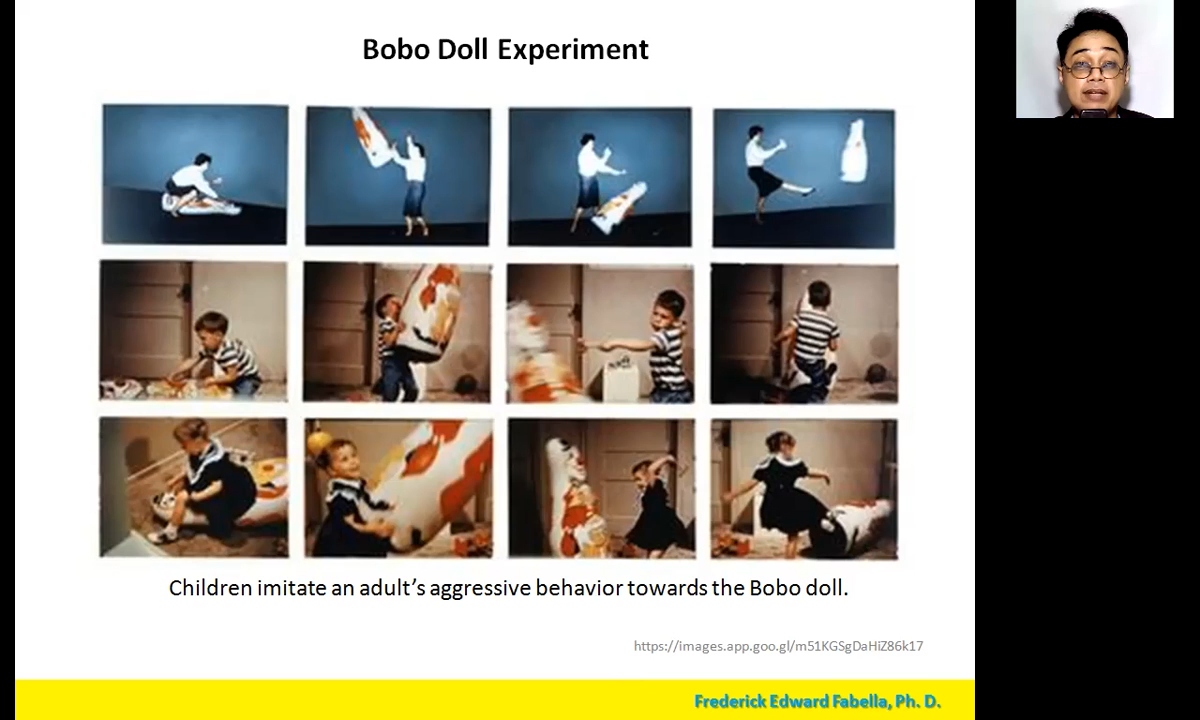 Bobo Doll Experiment
Children imitate an adult’s aggressive behavior towards the Bobo doll.
https://images.app.goo.gl/m51KGSgDaHiZ86k17
Frederick Edward Fabella, Ph. D.